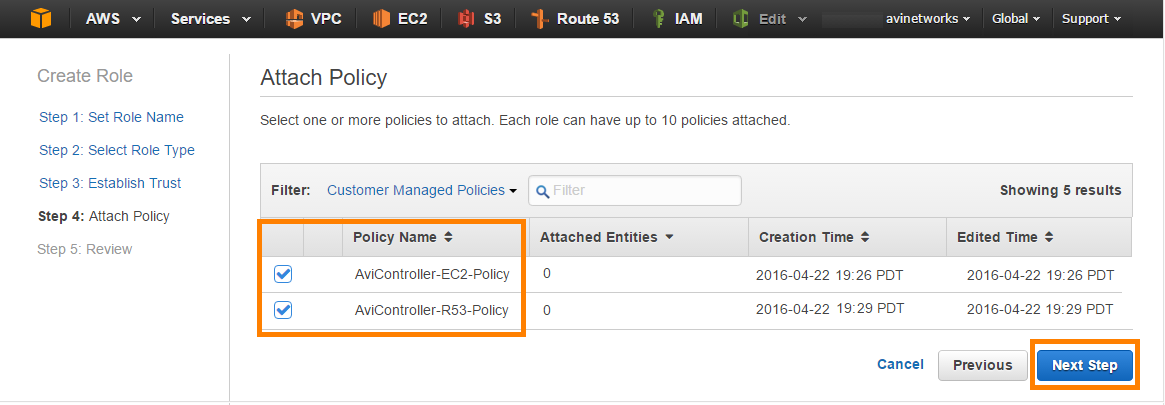 AWS Services VPC EC2 S3 Route 53 IAM Edit avinetworks Global Support
Create Role
Step 1: Set Role Name
Step 2: Select Role Type
Step 3: Establish Trust
Step 4: Attach Policy
Step 5: Review
Attach Policy
Select one or more policies to attach. Each role can have up to 10 policies attached.
Filter: Customer Managed Policies Filter Showing 5 results
Policy Name Attached Entities Creation Time Edited Time
AviController-EC2-Policy 0 2016-04-22 19:26 PDT 2016-04-22 19:26 PDT
AviController-R53-Policy 0 2016-04-22 19:29 PDT 2016-04-22 19:29 PDT
Cancel Previous Next Step